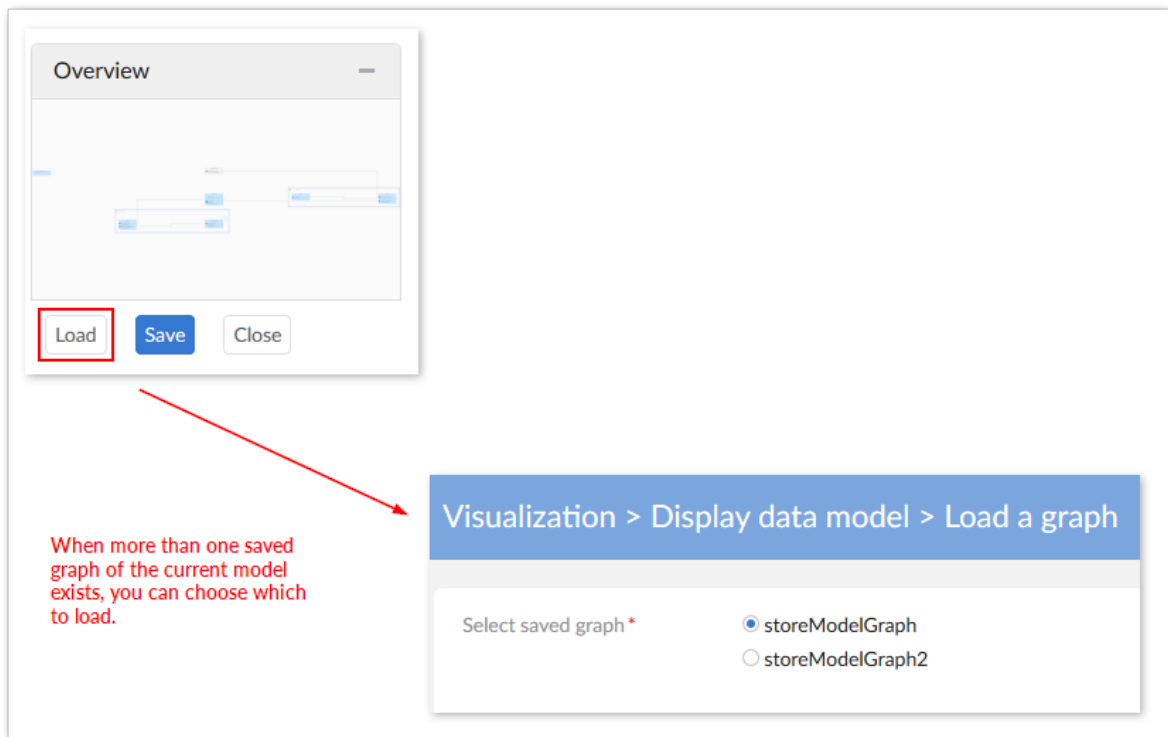 Overview
Load
Save
Close
When more than one saved
graph of the current model
exists, you can choose which
to load.
Visualization > Display data model > Load a graph
Select saved graph *
storeModelGraph
storeModelGraph2